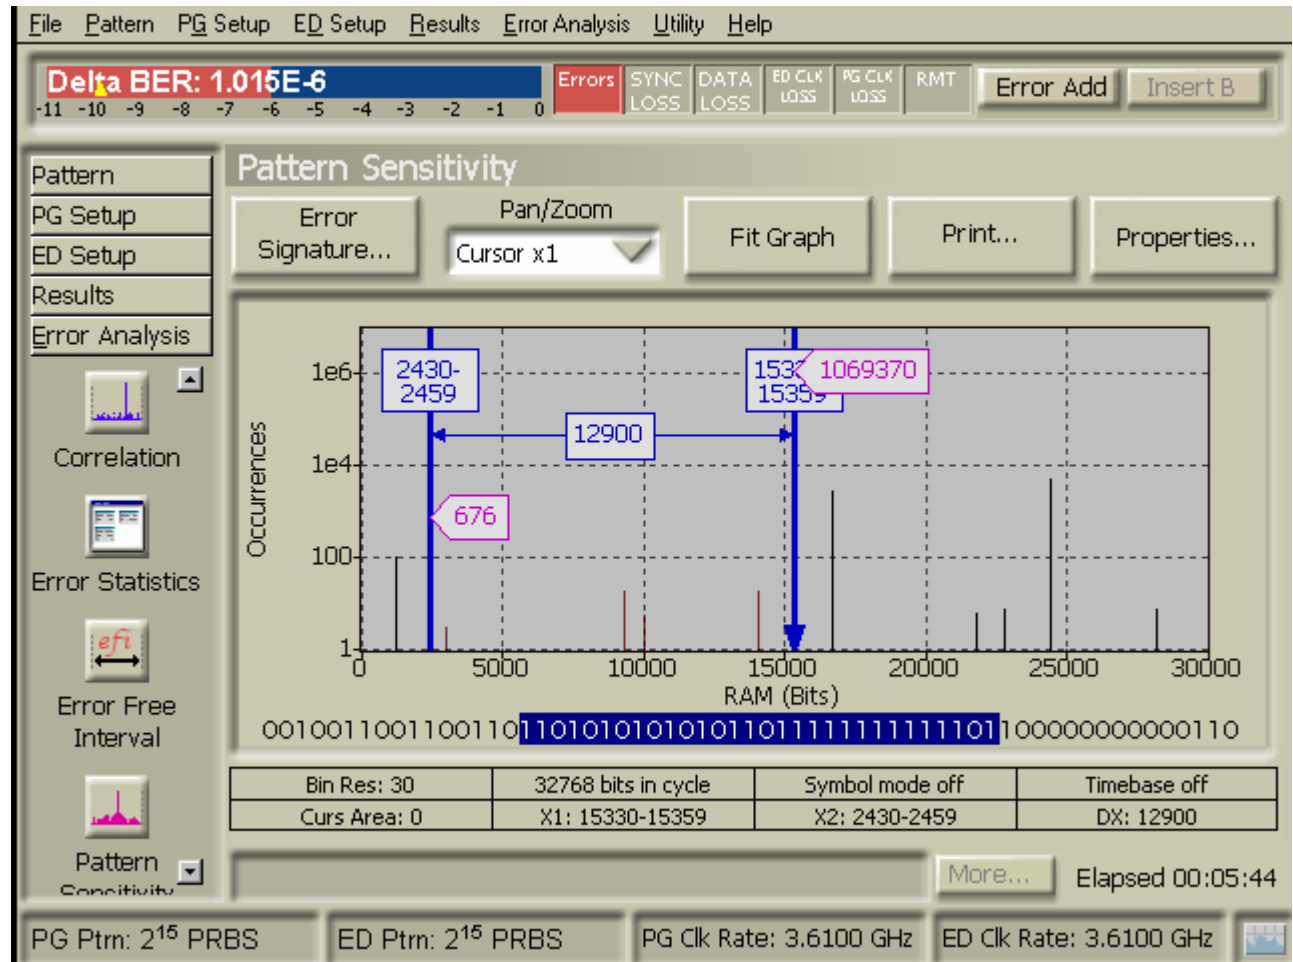 File Pattern PG Setup ED Setup Results Error Analysis Utility Help
Delta BER: 1.015E-6
-11 -10 -9 -8 -7 -6 -5 -4 -3 -2 -1 0
Errors
SYNC LOSS
DATA LOSS
ED CLK LOSS
PG CLK LOSS
RMT
Error Add
Insert B
Pattern
PG Setup
ED Setup
Results
Error Analysis
Correlation
Error Statistics
efi
Error Free
Interval
Pattern
Sensitivity
Pattern Sensitivity
Error
Signature...
Pan/Zoom
Cursor x1
Fit Graph
Print...
Properties...
Occurrences
1e6
1e4
100
1
2430-
2459
15359
1069370
12900
676
0 5000 10000 15000 20000 25000 30000
RAM (Bits)
Bin Res: 30 32768 bits in cycle Symbol mode off Timebase off
Curs Area: 0 X1: 15330-15359 X2: 2430-2459 DX: 12900
More...
Elapsed 00:05:44
PG Ptrn: 2¹⁵ PRBS ED Ptrn: 2¹⁵ PRBS PG Clk Rate: 3.6100 GHz ED Clk Rate: 3.6100 GHz